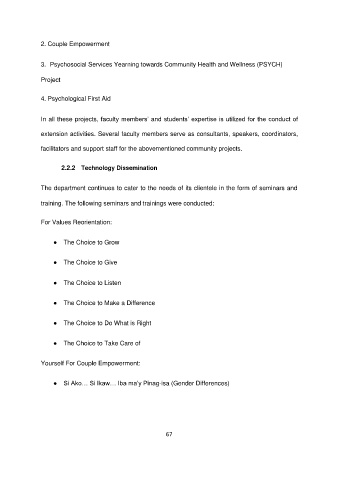 2. Couple Empowerment
3. Psychosocial Services Yearning towards Community Health and Wellness (PSYCH)
Project
4. Psychological First Aid
In all these projects, faculty members' and students' expertise is utilized for the conduct of
extension activities. Several faculty members serve as consultants, speakers, coordinators,
facilitators and support staff for the abovementioned community projects.
2.2.2 Technology Dissemination
The department continues to cater to the needs of its clientele in the form of seminars and
training. The following seminars and trainings were conducted:
For Values Reorientation:
● The Choice to Grow
● The Choice to Give
● The Choice to Listen
● The Choice to Make a Difference
● The Choice to Do What is Right
● The Choice to Take Care of
Yourself For Couple Empowerment:
● Si Ako… Si Ikaw… Iba ma'y Pinag-isa (Gender Differences)
67